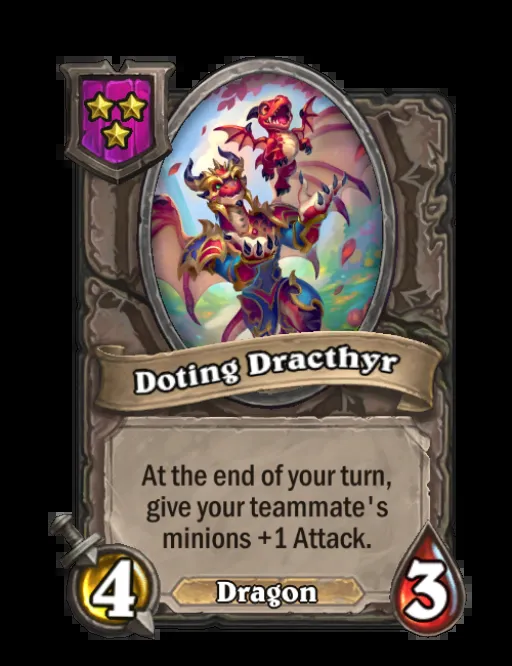 Doting Dracthyr
At the end of your turn,
give your teammate's
minions +1 Attack.
4
Dragon
3